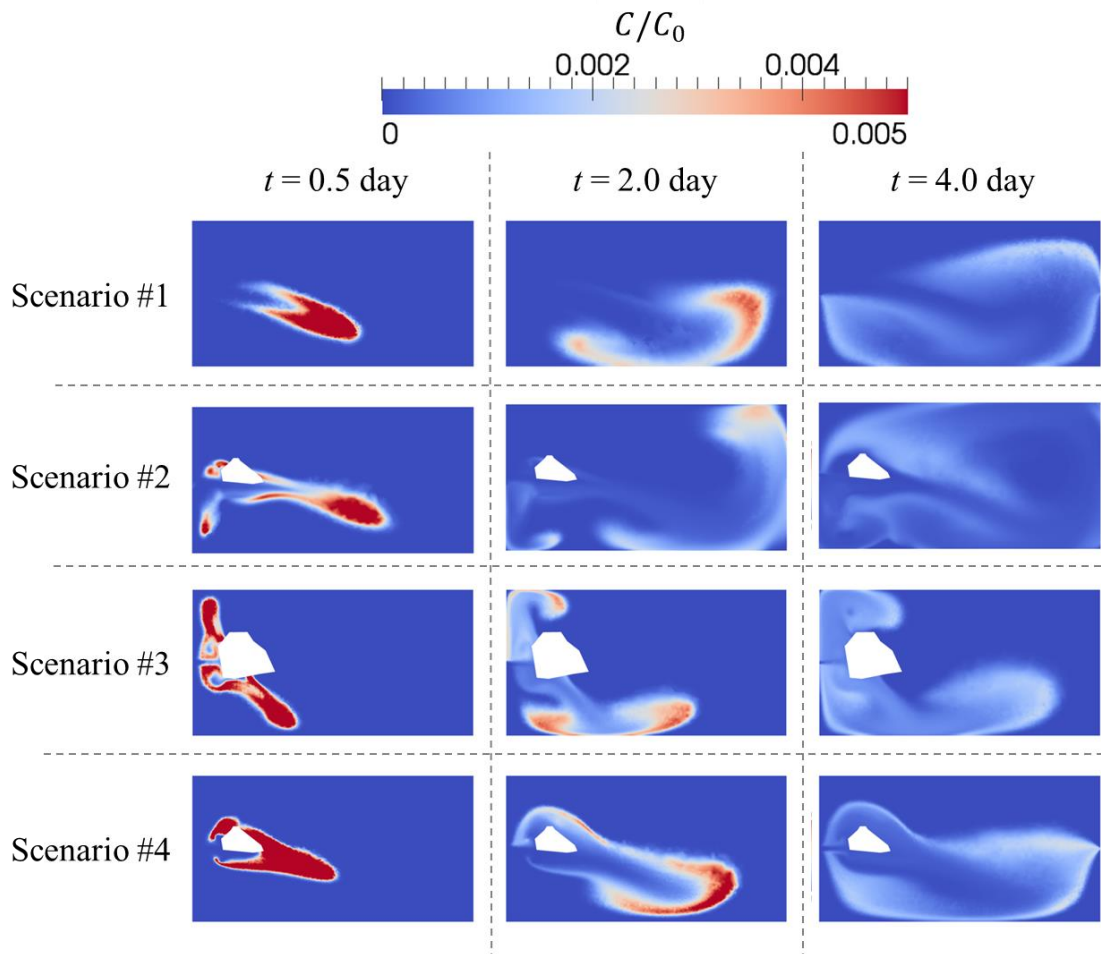 C/C₀
0.002 0.004
0 0.005
t = 0.5 day t = 2.0 day t = 4.0 day
Scenario #1
Scenario #2
Scenario #3
Scenario #4